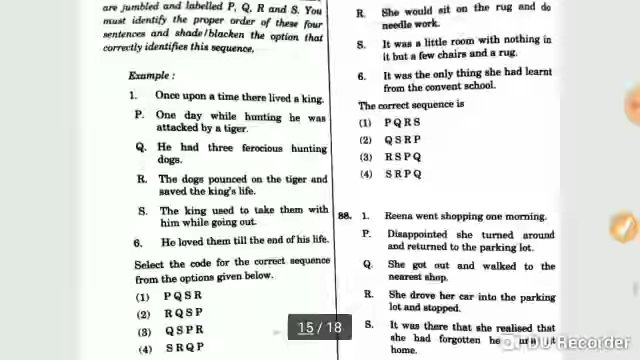 are jumbled and labelled P, Q, R and S. You
must identify the proper order of these four
sentences and shade/blacken the option that
correctly identifies this sequence.
Example :
1. Once upon a time there lived a king.
P. One day while hunting he was
attacked by a tiger.
Q. He had three ferocious hunting
dogs.
R. The dogs pounced on the tiger and
saved the king's life.
S. The king used to take them with
him while going out.
6. He loved them till the end of his life.
Select the code for the correct sequence
from the options given below.
(1) P Q S R
(2) R Q S P
(3) Q S P R
(4) S R Q P
R. She would sit on the rug and do
needle work.
S. It was a little room with nothing in
it but a few chairs and a rug.
6. It was the only thing she had learnt
from the convent school.
The correct sequence is
(1) P Q R S
(2) Q S R P
(3) R S P Q
(4) S R P Q
88. 1. Reena went shopping one morning.
P. Disappointed she turned around
and returned to the parking lot.
Q. She got out and walked to the
nearest shop.
R. She drove her car into the parking
lot and stopped.
S. It was there that she realised that
she had forgotten at
home.
15 / 18
DU Recorder